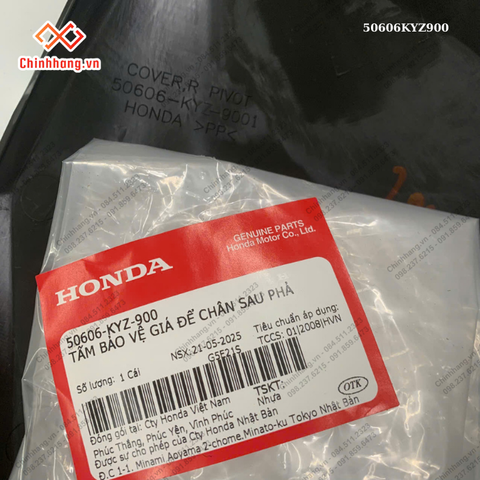 Chinhhang.vn
50606KYZ900
COVER,R PIVOT
50606-KYZ-9001
HONDA >PP<
GENUINE PARTS
Honda Motor Co., Ltd.
HONDA
50606-KYZ-900
TẤM BẢO VỆ GIÁ ĐỂ CHÂN SAU PHẢ
Số lượng: 1 Cái
NSX.21-05-2025
G5F21S
Tiêu chuẩn áp dụng:
TCCS: 01|2008|HVN
TSKT:
Nhựa
OTK
Đóng gói tại: Cty Honda Việt Nam
Phúc Thắng, Phúc Yên, Vĩnh Phúc
Được sự cho phép của Cty Honda Nhật Bản
Đ.C 1-1, Minami Aoyama 2-chome,Minato-ku Tokyo Nhật Bản